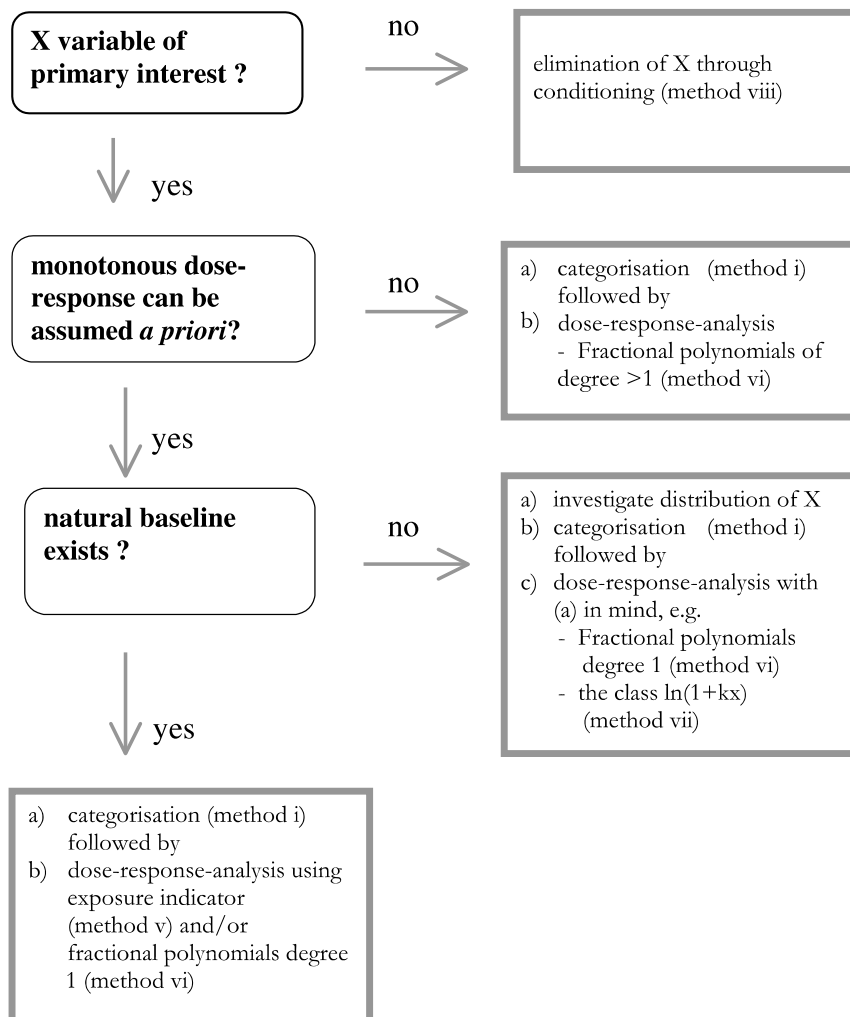 X variable of
primary interest ?
no
elimination of X through
conditioning (method viii)
yes
monotonous dose-
response can be
assumed a priori?
no
a) categorisation (method i)
followed by
b) dose-response-analysis
- Fractional polynomials of
degree >1 (method vi)
yes
natural baseline
exists ?
no
a) investigate distribution of X
b) categorisation (method i)
followed by
c) dose-response-analysis with
(a) in mind, e.g.
- Fractional polynomials
degree 1 (method vi)
- the class ln(1+kx)
(method vii)
yes
a) categorisation (method i)
followed by
b) dose-response-analysis using
exposure indicator
(method v) and/or
fractional polynomials degree
1 (method vi)